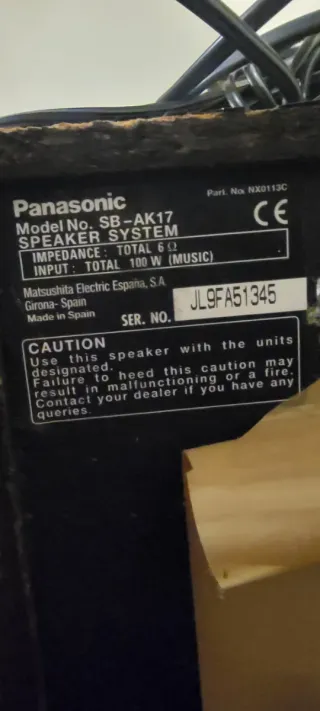 Panasonic
Part. No: NX0113C
Model No. SB-AK17
SPEAKER SYSTEM
CE
IMPEDANCE: TOTAL 6 Ω
INPUT: TOTAL 100 W (MUSIC)
Matsushita Electric España, S.A.
Girona- Spain
Made in Spain
SER. NO. JL9FA51345
CAUTION
Use this speaker with the units
designated.
Failure to heed this caution may
result in malfunctioning or a fire.
Contact your dealer if you have any
queries.